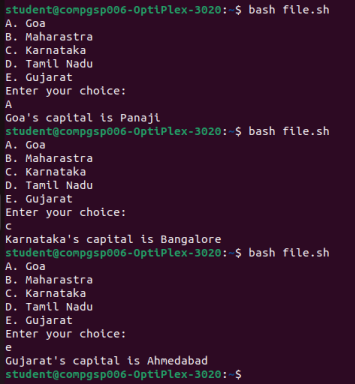 student@compgsp006-OptiPlex-3020:~$ bash file.sh
A. Goa
B. Maharastra
C. Karnataka
D. Tamil Nadu
E. Gujarat
Enter your choice:
A
Goa's capital is Panaji
student@compgsp006-OptiPlex-3020:~$ bash file.sh
A. Goa
B. Maharastra
C. Karnataka
D. Tamil Nadu
E. Gujarat
Enter your choice:
c
Karnataka's capital is Bangalore
student@compgsp006-OptiPlex-3020:~$ bash file.sh
A. Goa
B. Maharastra
C. Karnataka
D. Tamil Nadu
E. Gujarat
Enter your choice:
e
Gujarat's capital is Ahmedabad
student@compgsp006-OptiPlex-3020:~$